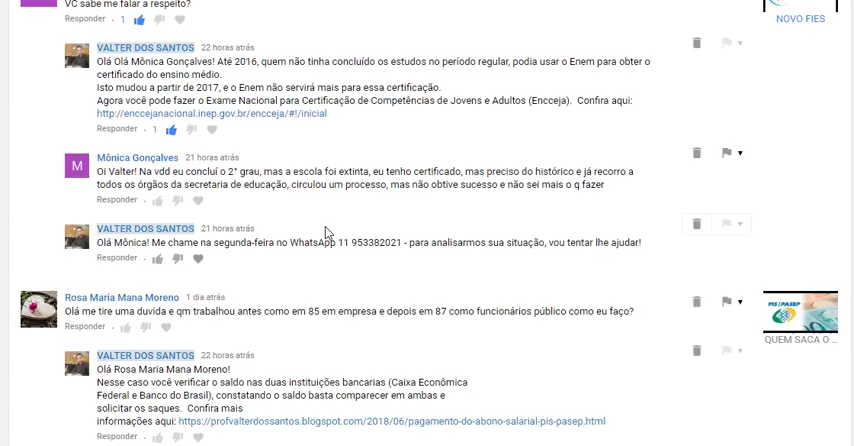 VC sabe me falar a respeito?
Responder . 1
NOVO FIES
VALTER DOS SANTOS 22 horas atrás
Olá Olá Mônica Gonçalves! Até 2016, quem não tinha concluído os estudos no período regular, podia usar o Enem para obter o
certificado do ensino médio.
Isto mudou a partir de 2017, e o Enem não servirá mais para essa certificação.
Agora você pode fazer o Exame Nacional para Certificação de Competências de Jovens e Adultos (Encceja). Confira aqui:
http://enccejanacional.inep.gov.br/encceja/#!/inicial
Responder . 1
M
Mônica Gonçalves 21 horas atrás
Oi Valter! Na vdd eu concluí o 2° grau, mas a escola foi extinta, eu tenho certificado, mas preciso do histórico e já recorro a
todos os órgãos da secretaria de educação, circulou um processo, mas não obtive sucesso e não sei mais o q fazer
Responder .
VALTER DOS SANTOS 21 horas atrás
Olá Mônica! Me chame na segunda-feira no WhatsApp 11 953382021 - para analisarmos sua situação, vou tentar lhe ajudar!
Responder .
Rosa Maria Mana Moreno 1 dia atrás
Olá me tire uma duvida e qm trabalhou antes como em 85 em empresa e depois em 87 como funcionários público como eu faço?
Responder .
PIS|PASEP
QUEM SACA O ...
VALTER DOS SANTOS 22 horas atrás
Olá Rosa Maria Mana Moreno!
Nesse caso você verificar o saldo nas duas instituições bancarias (Caixa Econômica
Federal e Banco do Brasil), constatando o saldo basta comparecer em ambas e
solicitar os saques. Confira mais
informações aqui: https://profvalterdossantos.blogspot.com/2018/06/pagamento-do-abono-salarial-pis-pasep.html
Responder .